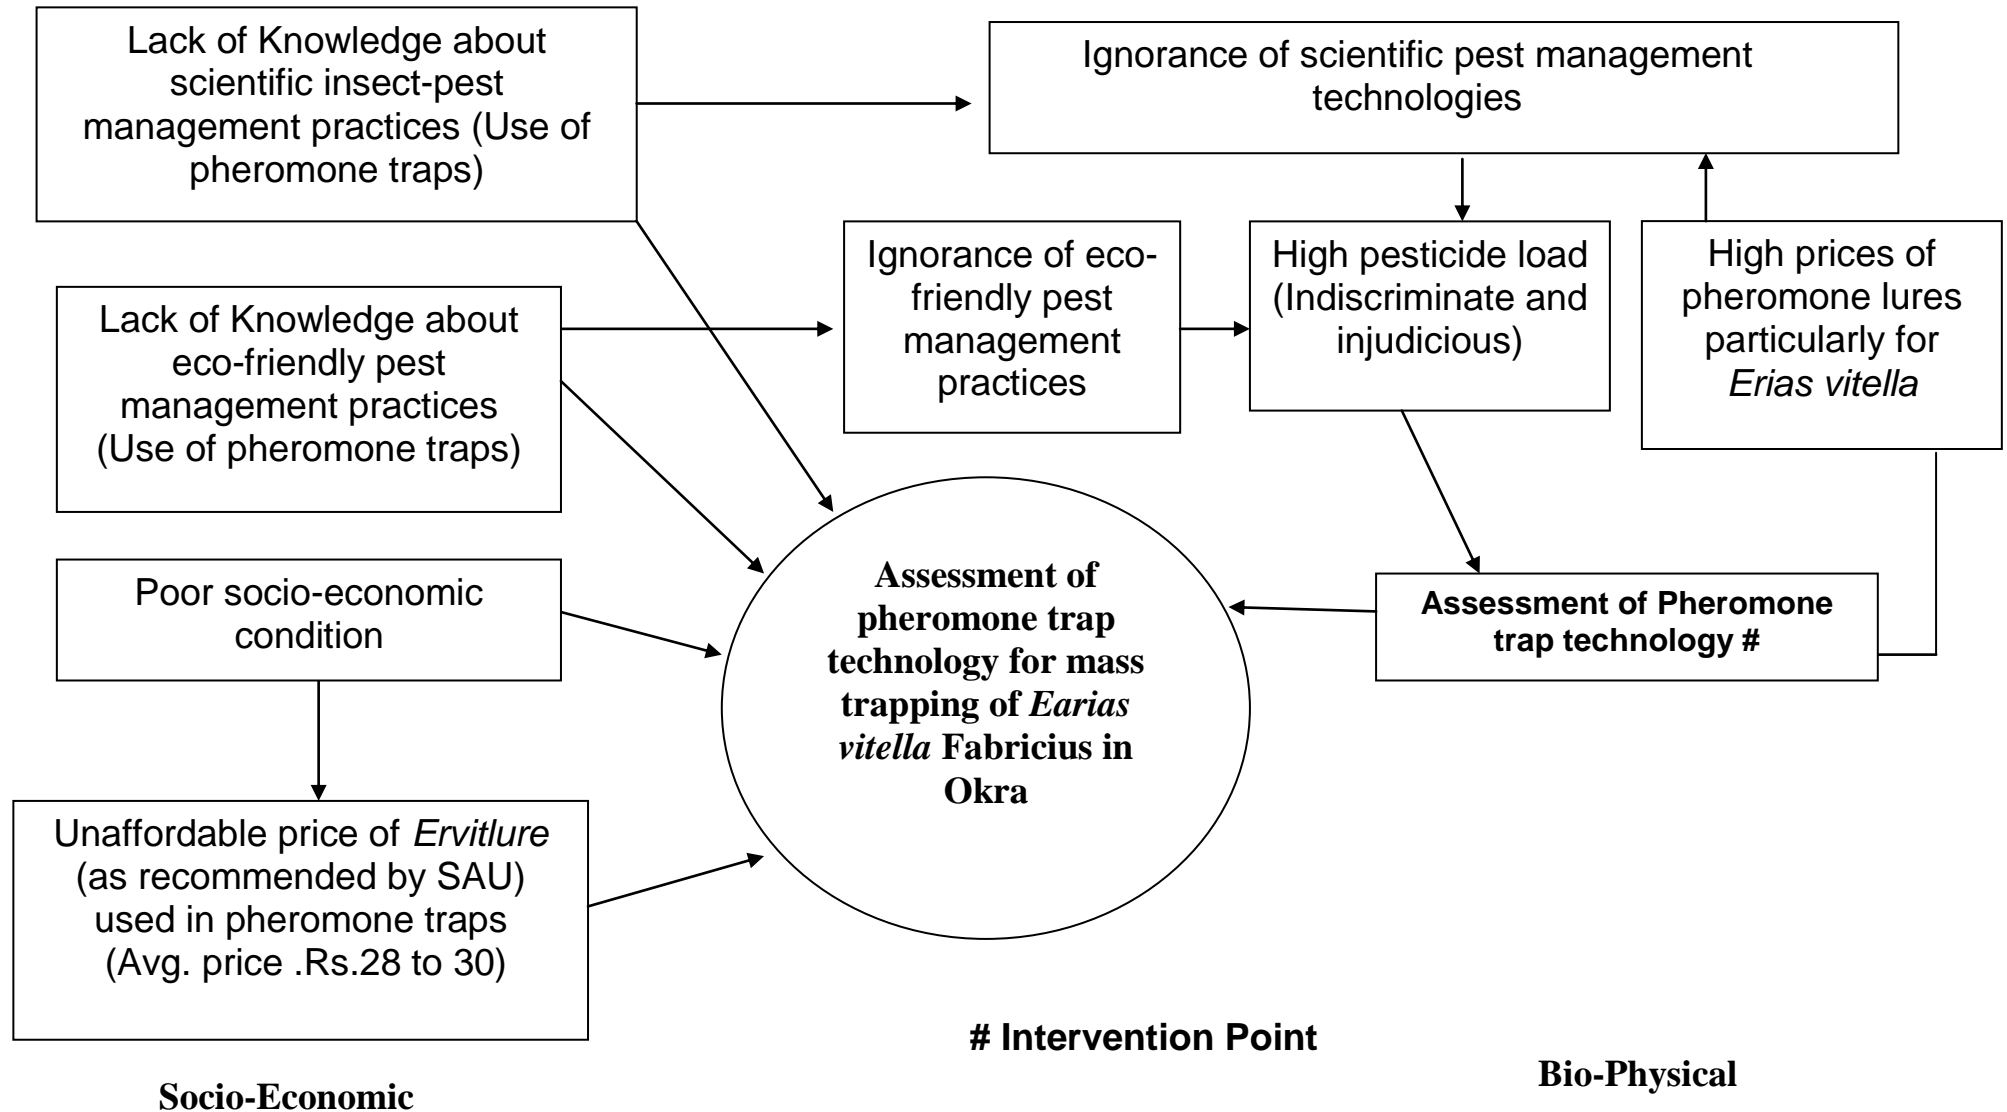 Lack of Knowledge about
scientific insect-pest
management practices (Use of
pheromone traps)
Ignorance of scientific pest management
technologies
Lack of Knowledge about
eco-friendly pest
management practices
(Use of pheromone traps)
Ignorance of eco-
friendly pest
management
practices
High pesticide load
(Indiscriminate and
injudicious)
High prices of
pheromone lures
particularly for
Erias vitella
Poor socio-economic
condition
Assessment of
pheromone trap
technology for mass
trapping of Earias
vitella Fabricius in
Okra
Assessment of Pheromone
trap technology #
Unaffordable price of Ervitlure
(as recommended by SAU)
used in pheromone traps
(Avg. price .Rs.28 to 30)
# Intervention Point
Socio-Economic
Bio-Physical